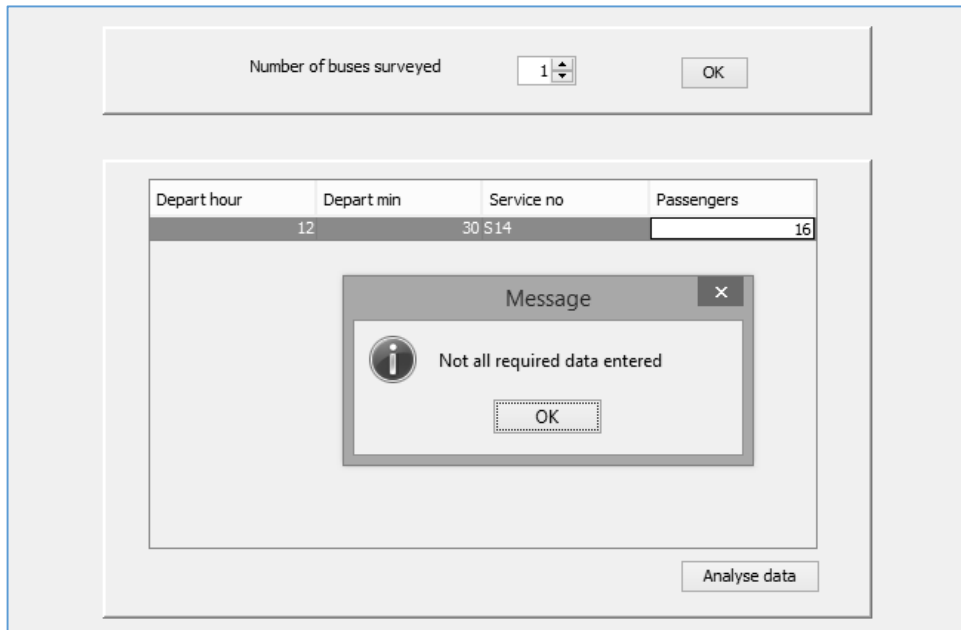 Number of buses surveyed 1 OK
Depart hour Depart min Service no Passengers
12 30 S14 16
Message
Not all required data entered
OK
Analyse data